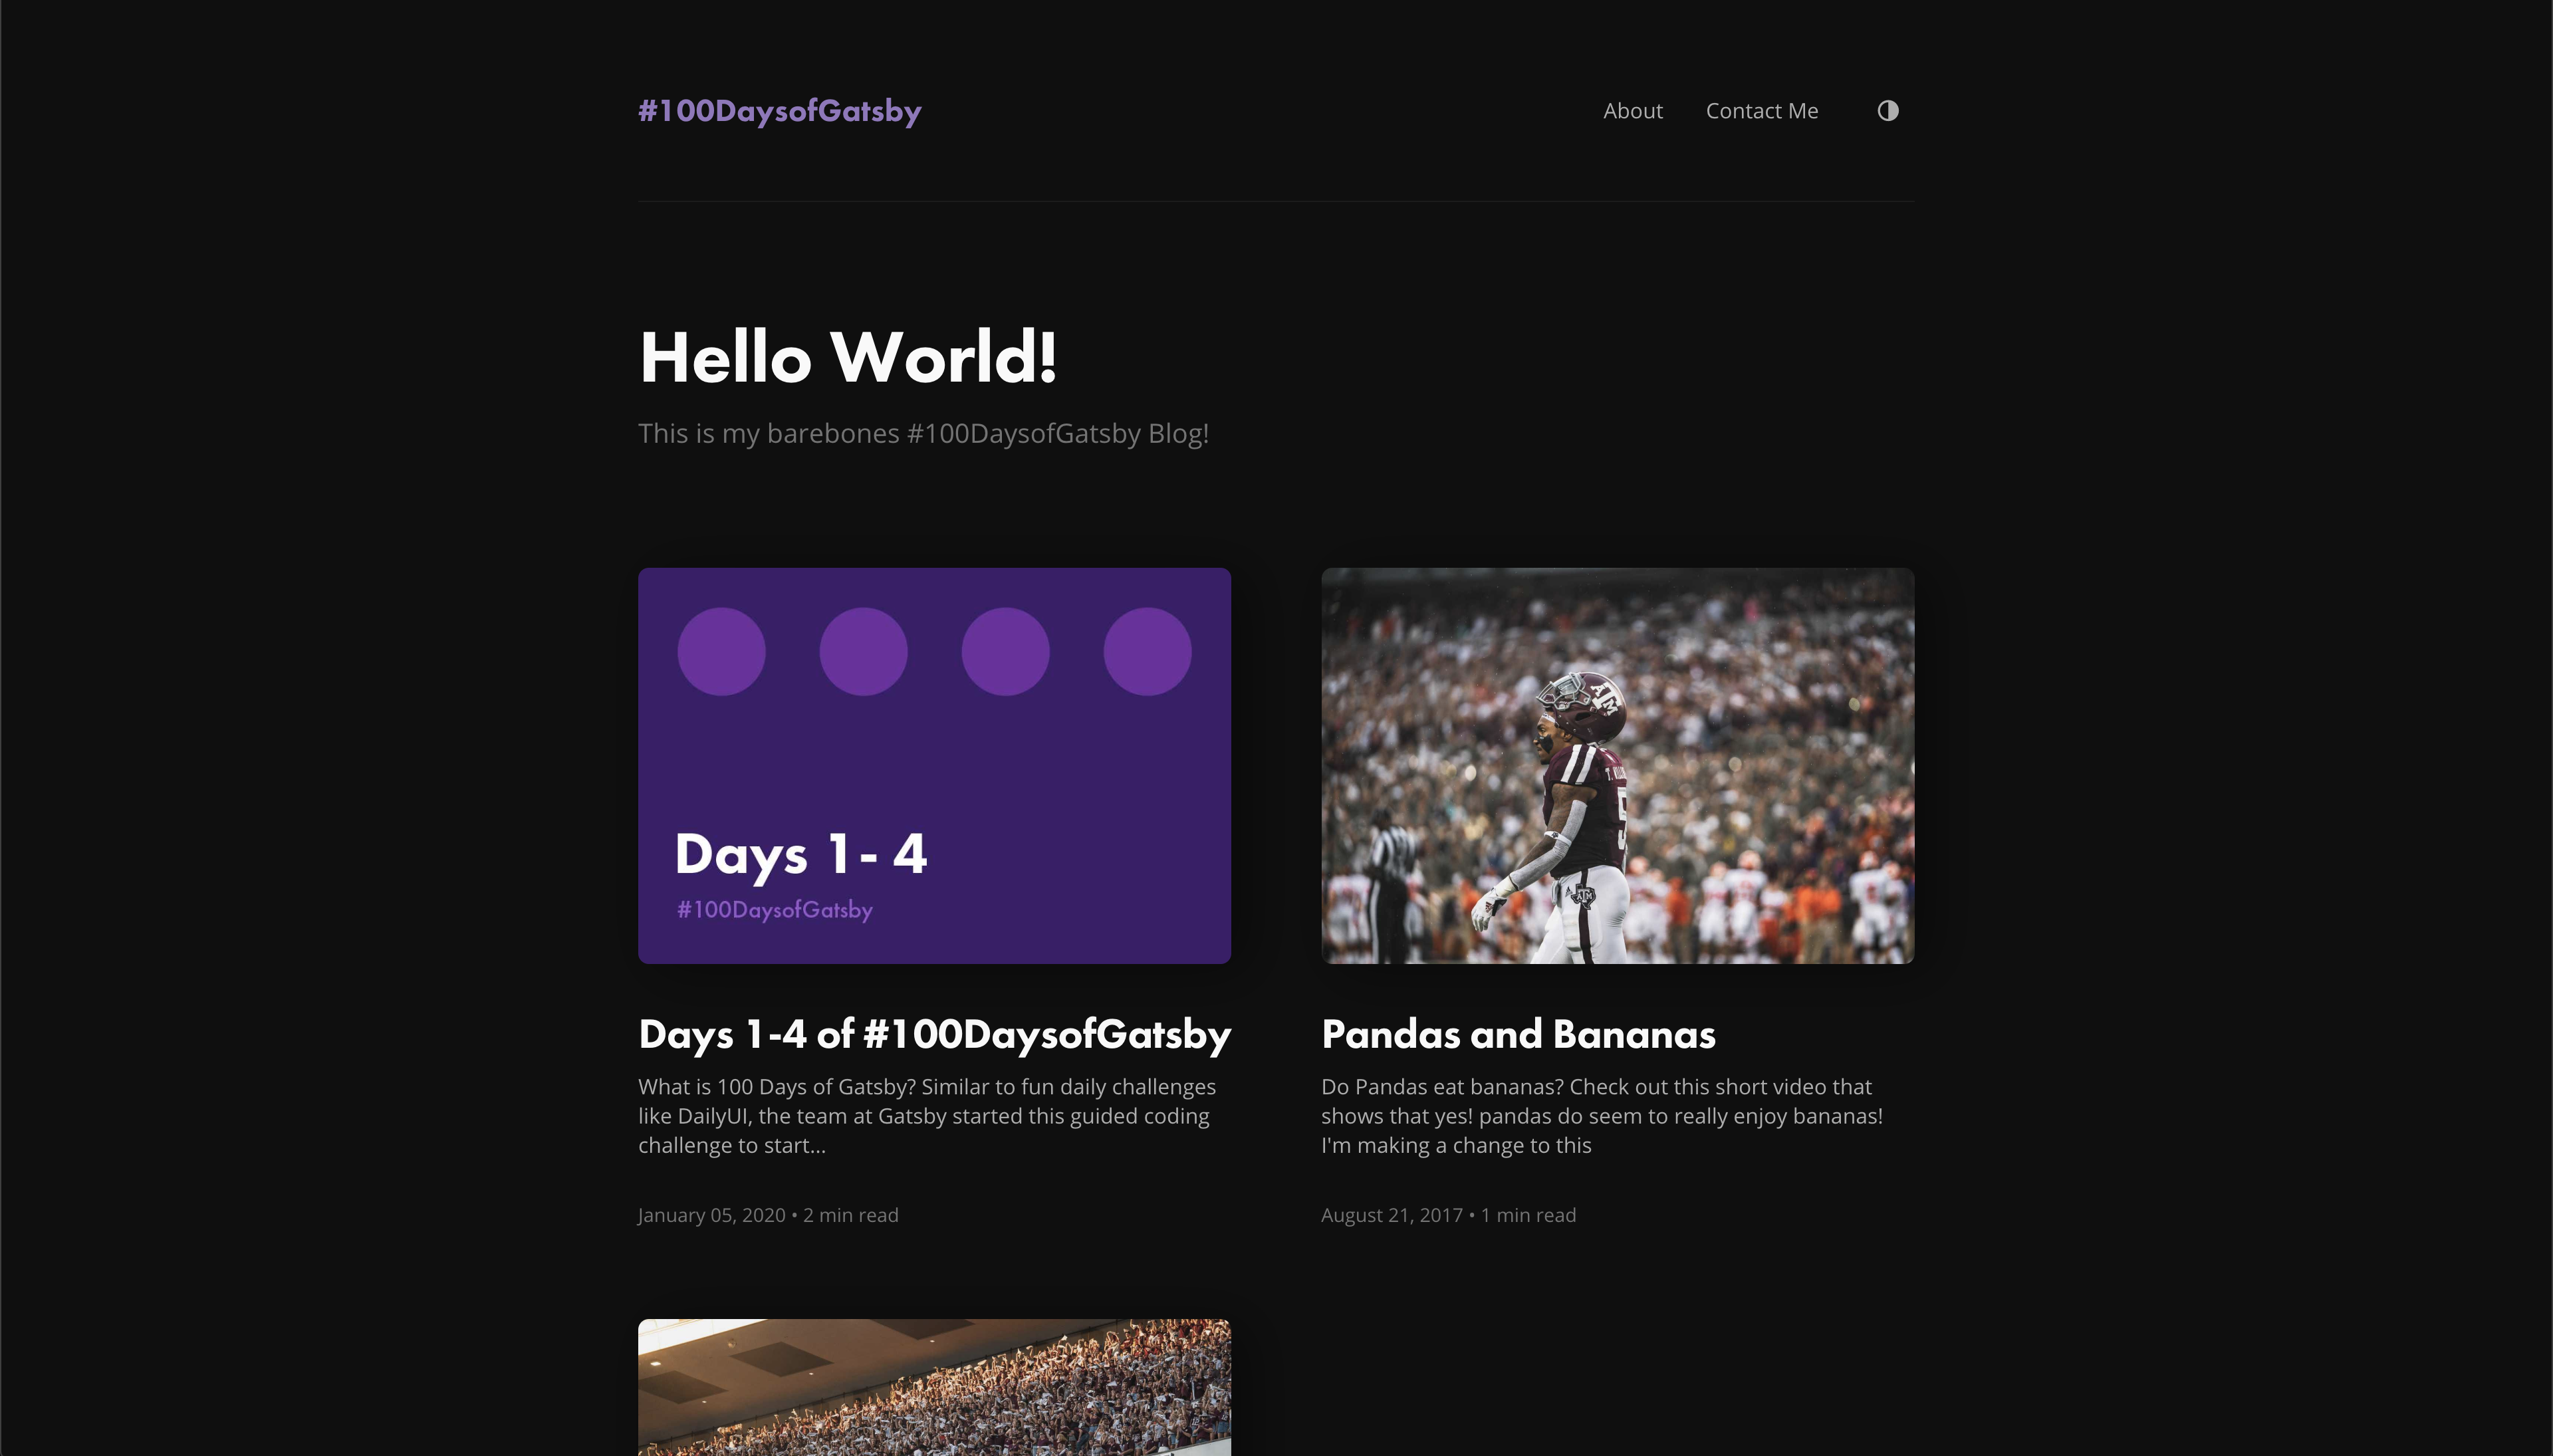 #100DaysofGatsby
About
Contact Me
Hello World!
This is my barebones #100DaysofGatsby Blog!
Days 1- 4
#100DaysofGatsby
ATM
5
Days 1-4 of #100DaysofGatsby
What is 100 Days of Gatsby? Similar to fun daily challenges
like DailyUI, the team at Gatsby started this guided coding
challenge to start...
January 05, 2020 • 2 min read
Pandas and Bananas
Do Pandas eat bananas? Check out this short video that
shows that yes! pandas do seem to really enjoy bananas!
I'm making a change to this
August 21, 2017 • 1 min read